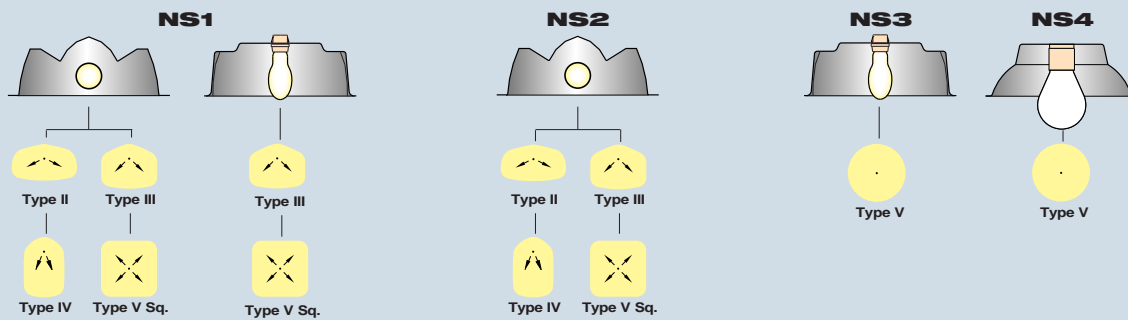 NS1
NS2
NS3
NS4
Type II
Type III
Type III
Type II
Type III
Type V
Type V
Type IV
Type V Sq.
Type V Sq.
Type IV
Type V Sq.